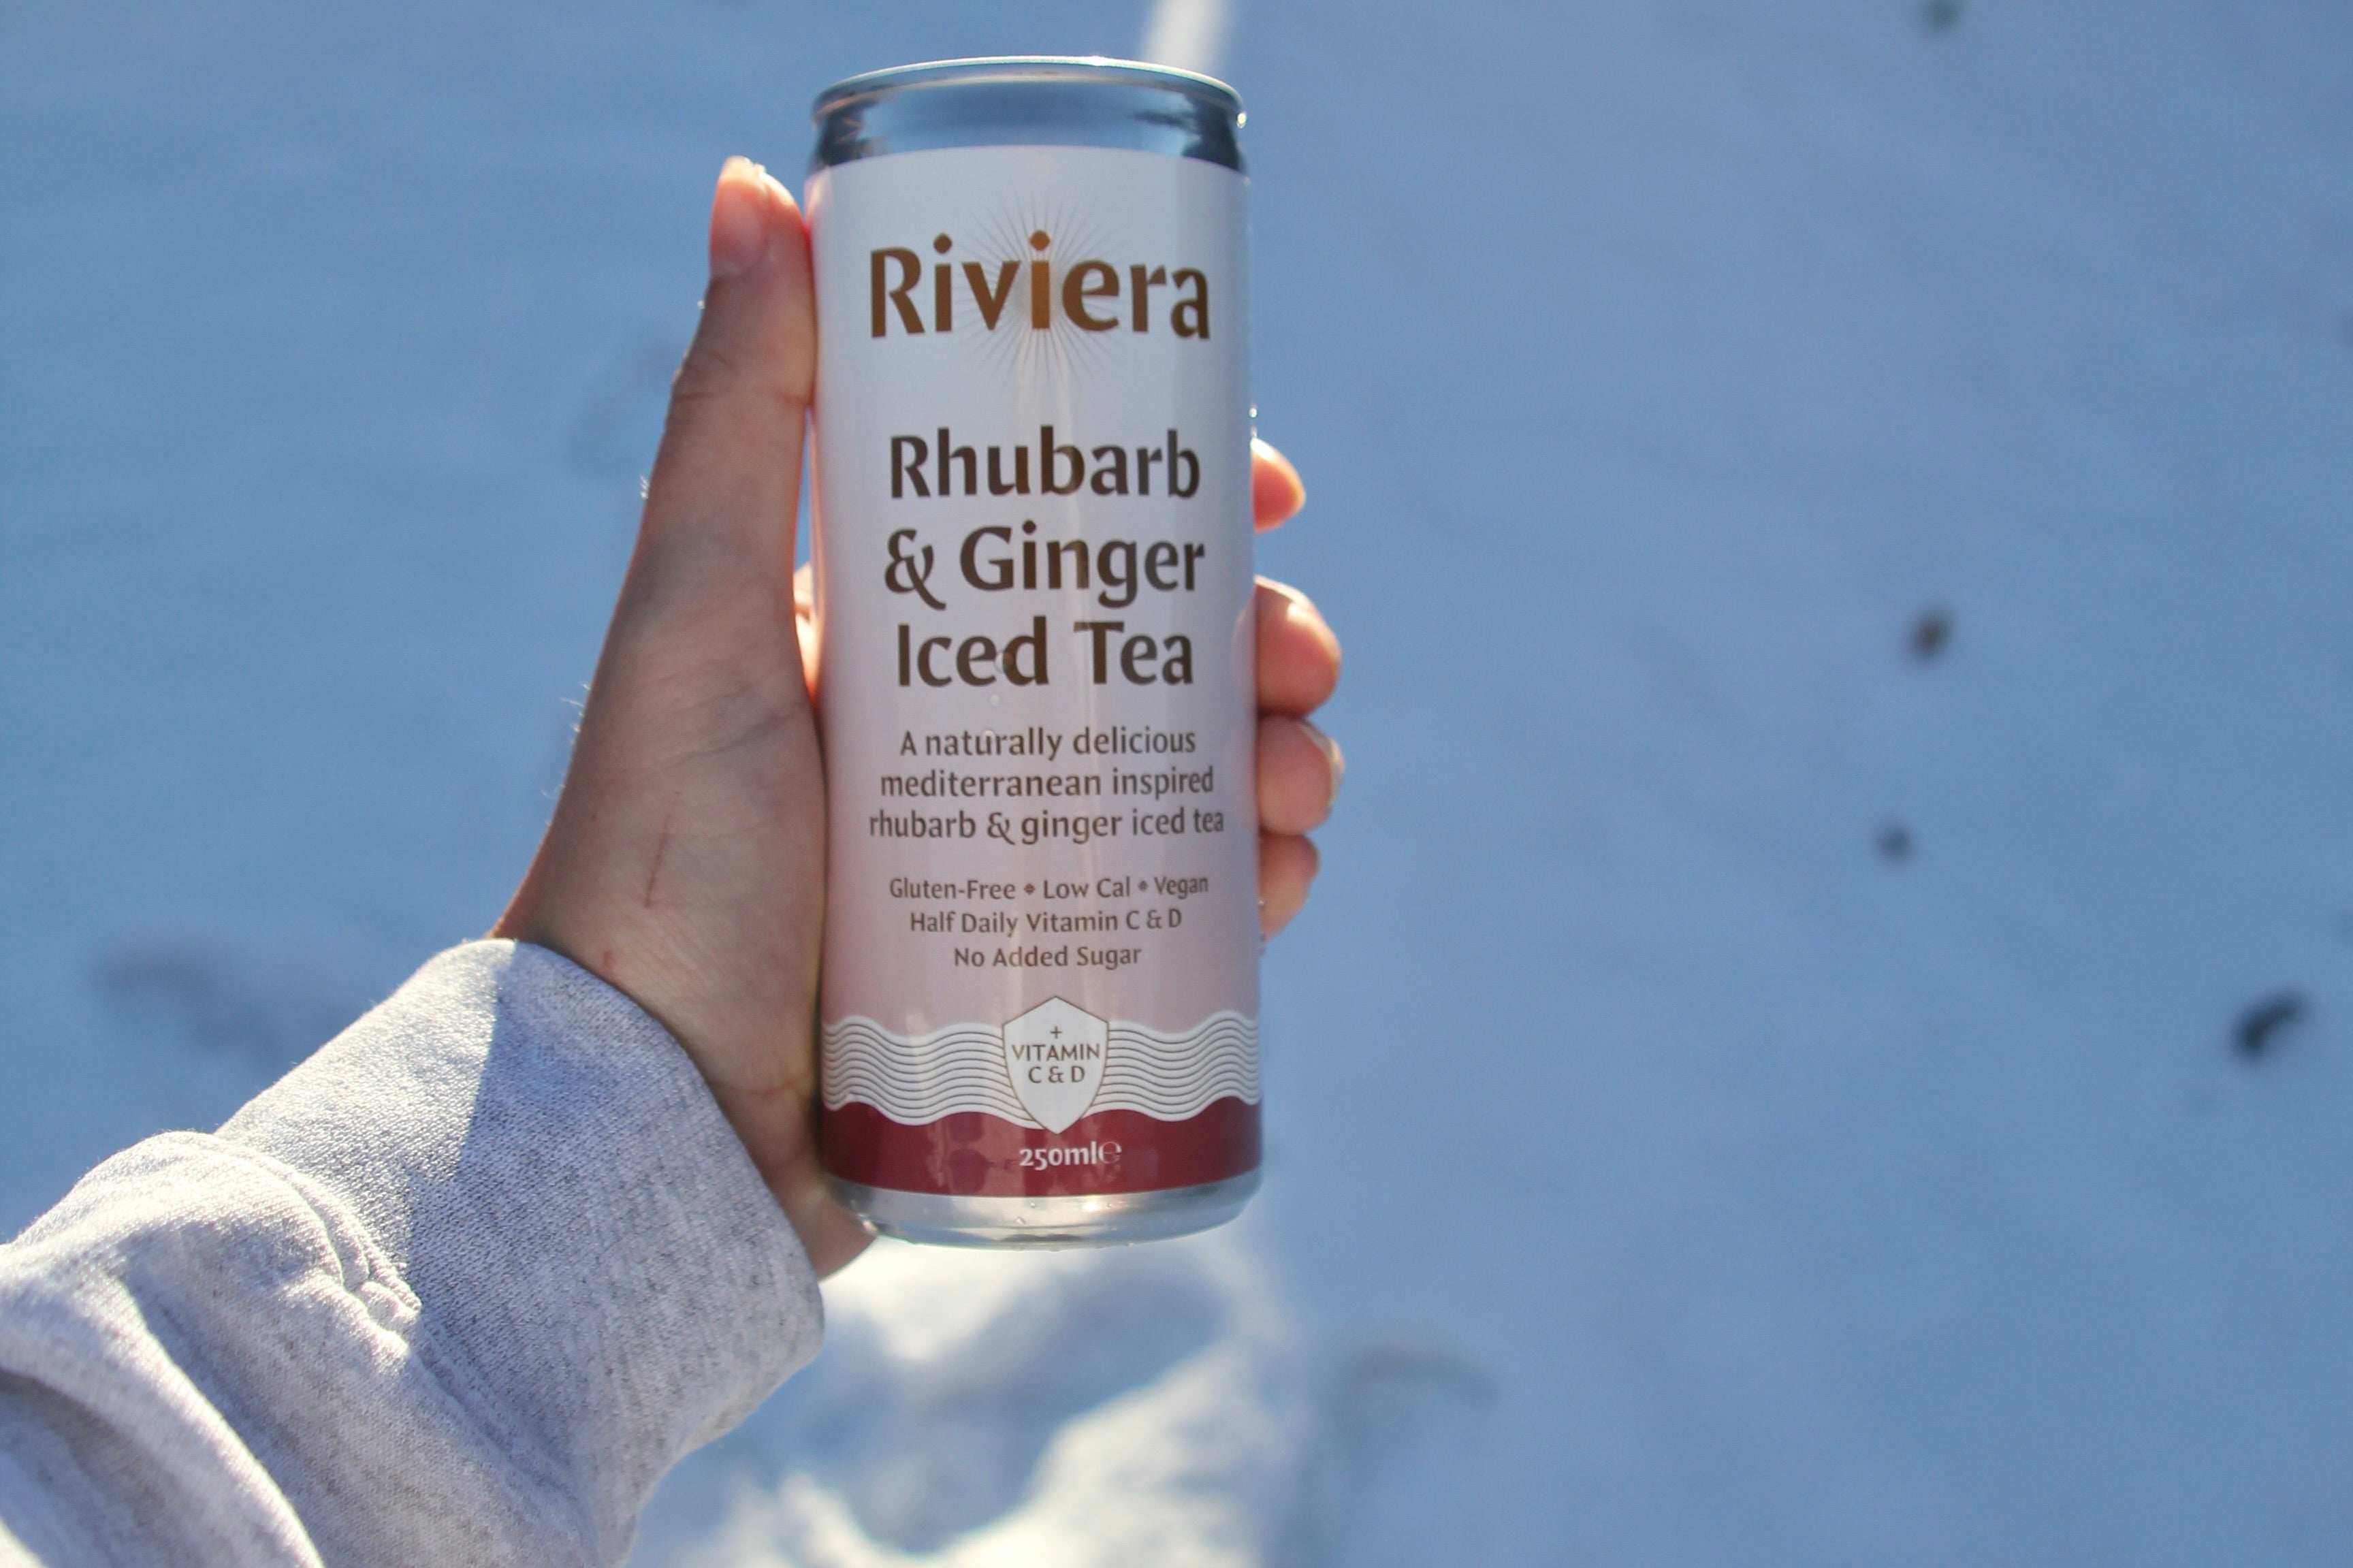 Riviera
Rhubarb
& Ginger
Iced Tea
A naturally delicious
mediterranean inspired
rhubarb & ginger iced tea
Gluten-Free • Low Cal • Vegan
Half Daily Vitamin C & D
No Added Sugar
+
VITAMIN
C & D
250ml℮